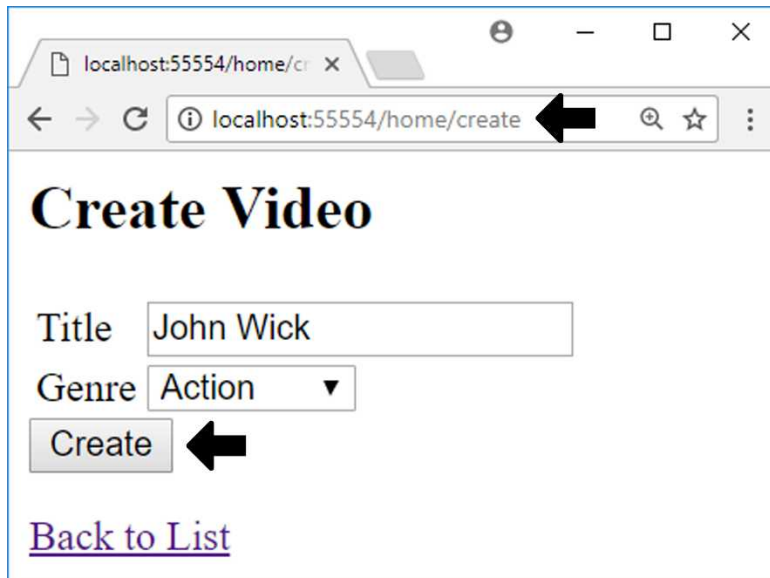 localhost:55554/home/cr
localhost:55554/home/create
Create Video
Title John Wick
Genre Action
Create
Back to List